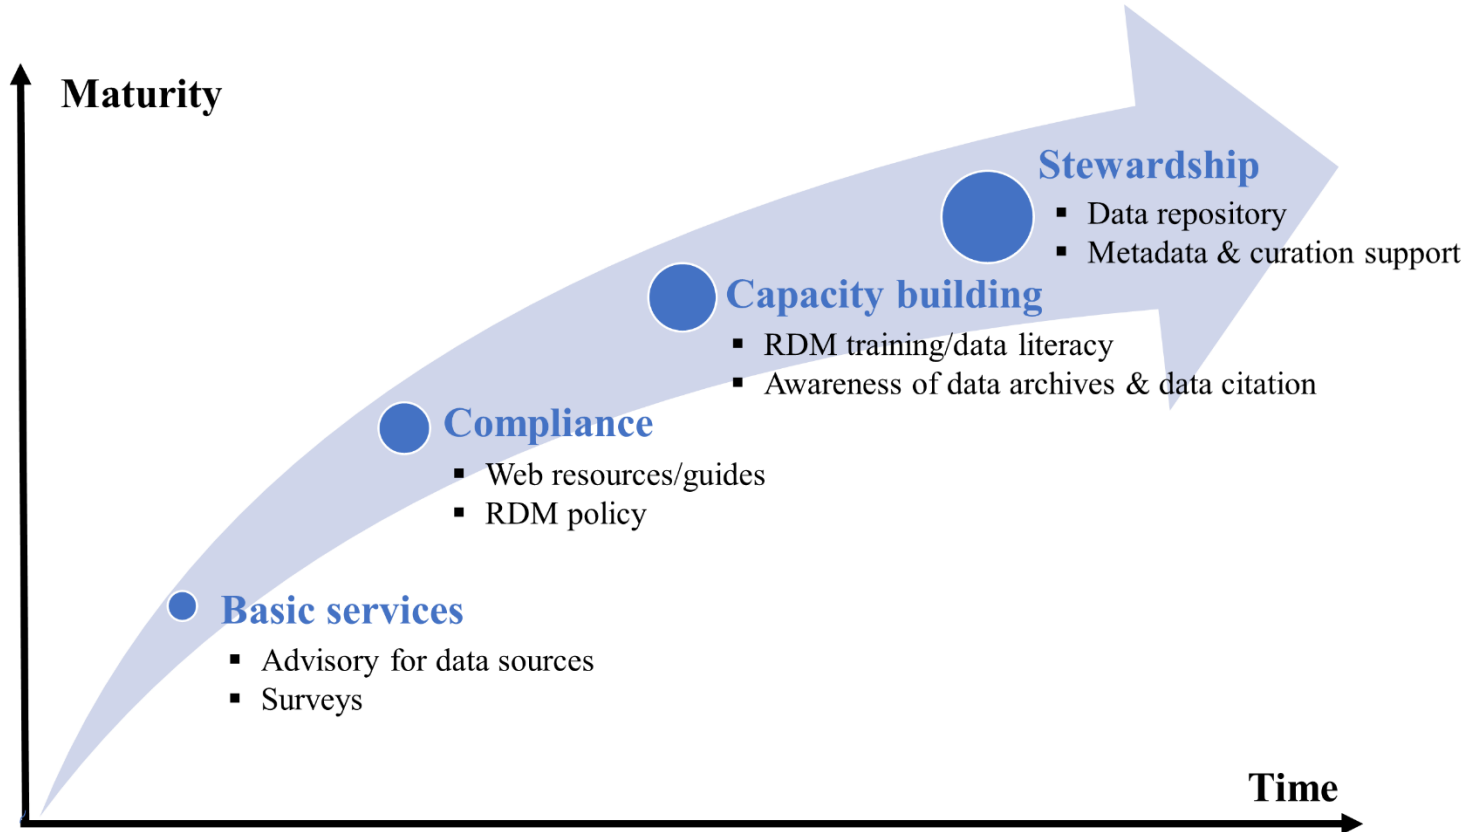 Maturity
Stewardship
▪ Data repository
▪ Metadata & curation support
Capacity building
▪ RDM training/data literacy
▪ Awareness of data archives & data citation
Compliance
▪ Web resources/guides
▪ RDM policy
Basic services
▪ Advisory for data sources
▪ Surveys
Time